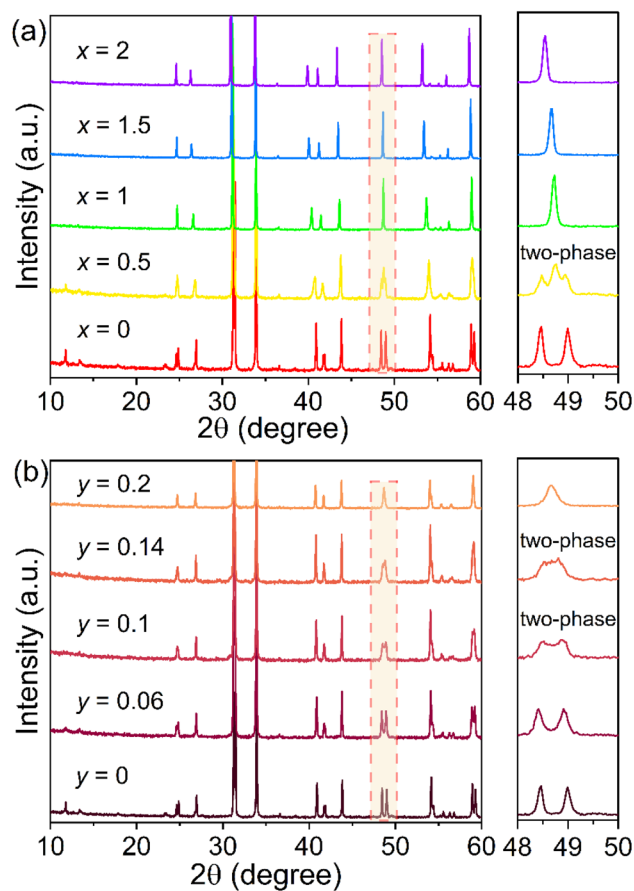 (a)
x = 2
x = 1.5
x = 1
x = 0.5
x = 0
two-phase
Intensity (a.u.)
10 20 30 40 50 60
48 49 50
2θ (degree)
(b)
y = 0.2
y = 0.14
y = 0.1
y = 0.06
y = 0
two-phase
two-phase
Intensity (a.u.)
10 20 30 40 50 60
48 49 50
2θ (degree)